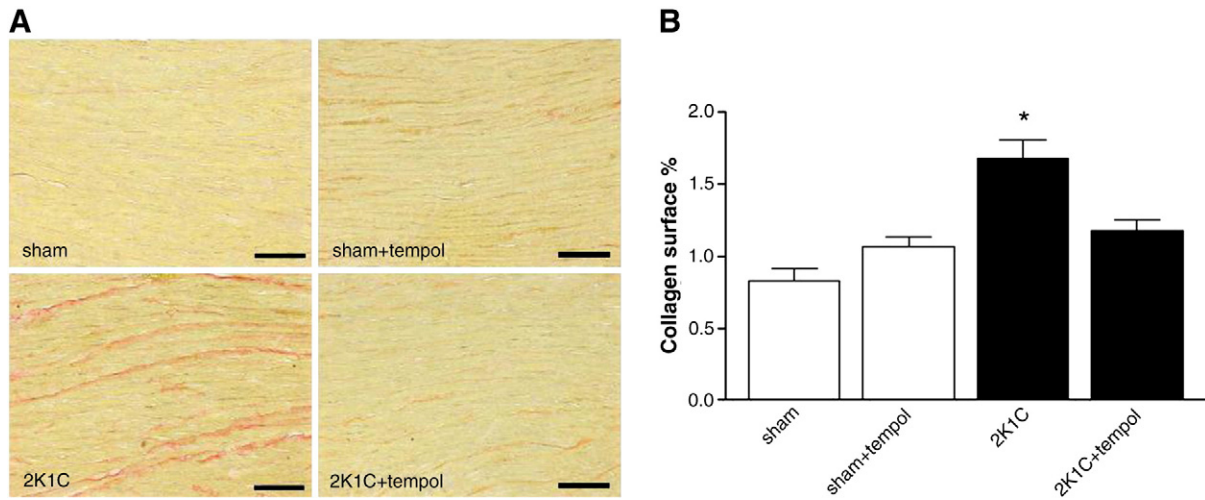 A
sham
sham+tempol
2K1C
2K1C+tempol
B
Collagen surface %
2.0
1.5
1.0
0.5
0.0
*
sham
sham+tempol
2K1C
2K1C+tempol